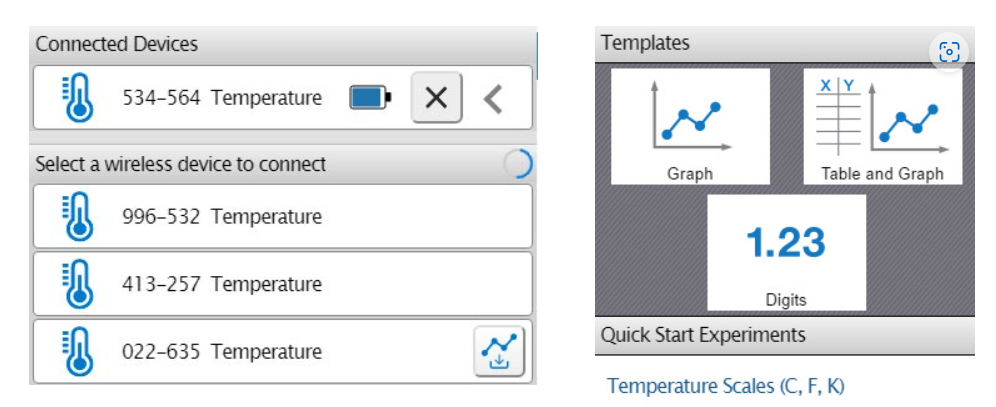 Connected Devices
534–564 Temperature
Select a wireless device to connect
996–532 Temperature
413–257 Temperature
022–635 Temperature
Templates
Graph
X Y
Table and Graph
1.23
Digits
Quick Start Experiments
Temperature Scales (C, F, K)